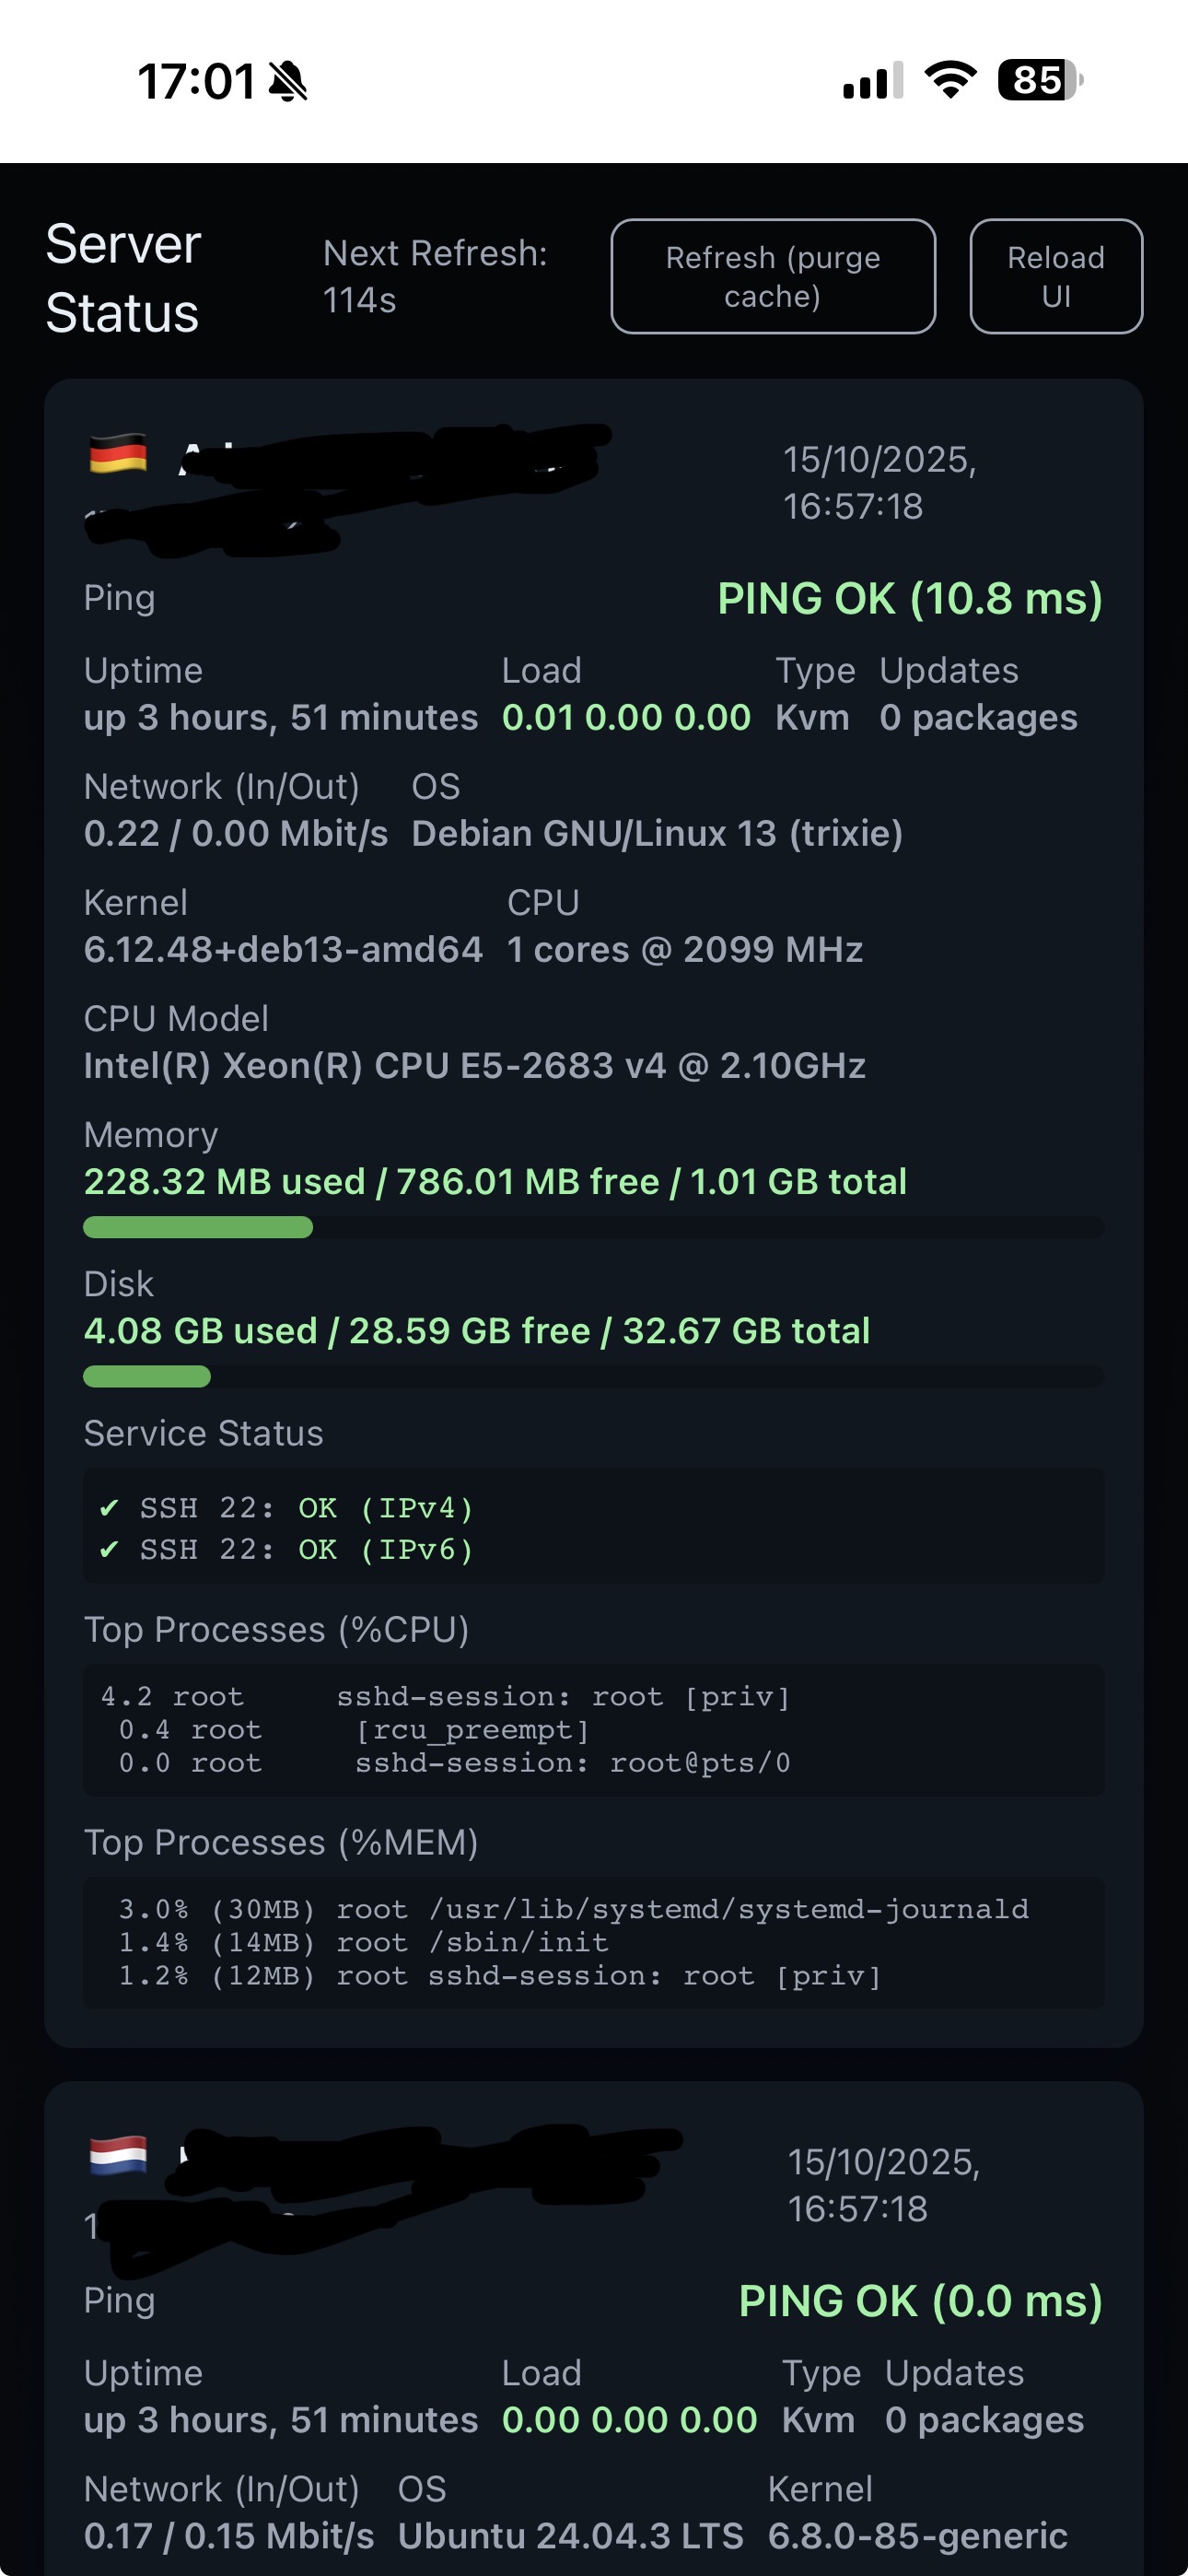 17:01
85
Server
Status
Next Refresh:
114s
Refresh (purge
cache)
Reload
UI
15/10/2025,
16:57:18
Ping
PING OK (10.8 ms)
Uptime Load Type Updates
up 3 hours, 51 minutes 0.01 0.00 0.00 Kvm 0 packages
Network (In/Out) OS
0.22 / 0.00 Mbit/s Debian GNU/Linux 13 (trixie)
Kernel CPU
6.12.48+deb13-amd64 1 cores @ 2099 MHz
CPU Model
Intel(R) Xeon(R) CPU E5-2683 v4 @ 2.10GHz
Memory
228.32 MB used / 786.01 MB free / 1.01 GB total
Disk
4.08 GB used / 28.59 GB free / 32.67 GB total
Service Status
✔ SSH 22: OK (IPv4)
✔ SSH 22: OK (IPv6)
Top Processes (%CPU)
4.2 root sshd-session: root [priv]
0.4 root [rcu_preempt]
0.0 root sshd-session: root@pts/0
Top Processes (%MEM)
3.0% (30MB) root /usr/lib/systemd/systemd-journald
1.4% (14MB) root /sbin/init
1.2% (12MB) root sshd-session: root [priv]
15/10/2025,
16:57:18
Ping
PING OK (0.0 ms)
Uptime Load Type Updates
up 3 hours, 51 minutes 0.00 0.00 0.00 Kvm 0 packages
Network (In/Out) OS Kernel
0.17 / 0.15 Mbit/s Ubuntu 24.04.3 LTS 6.8.0-85-generic